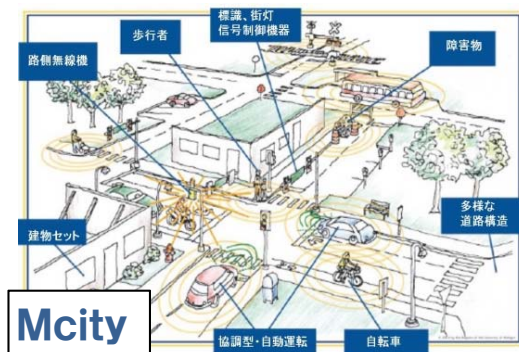 標識、街灯
信号制御機器
歩行者
障害物
路側無線機
多様な
道路構造
建物セット
Mcity
協調型・自動運転
自転車